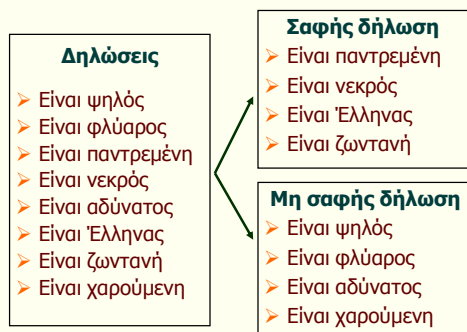 Δηλώσεις
➢ Είναι ψηλός
➢ Είναι φλύαρος
➢ Είναι παντρεμένη
➢ Είναι νεκρός
➢ Είναι αδύνατος
➢ Είναι Έλληνας
➢ Είναι ζωντανή
➢ Είναι χαρούμενη
Σαφής δήλωση
➢ Είναι παντρεμένη
➢ Είναι νεκρός
➢ Είναι Έλληνας
➢ Είναι ζωντανή
Μη σαφής δήλωση
➢ Είναι ψηλός
➢ Είναι φλύαρος
➢ Είναι αδύνατος
➢ Είναι χαρούμενη